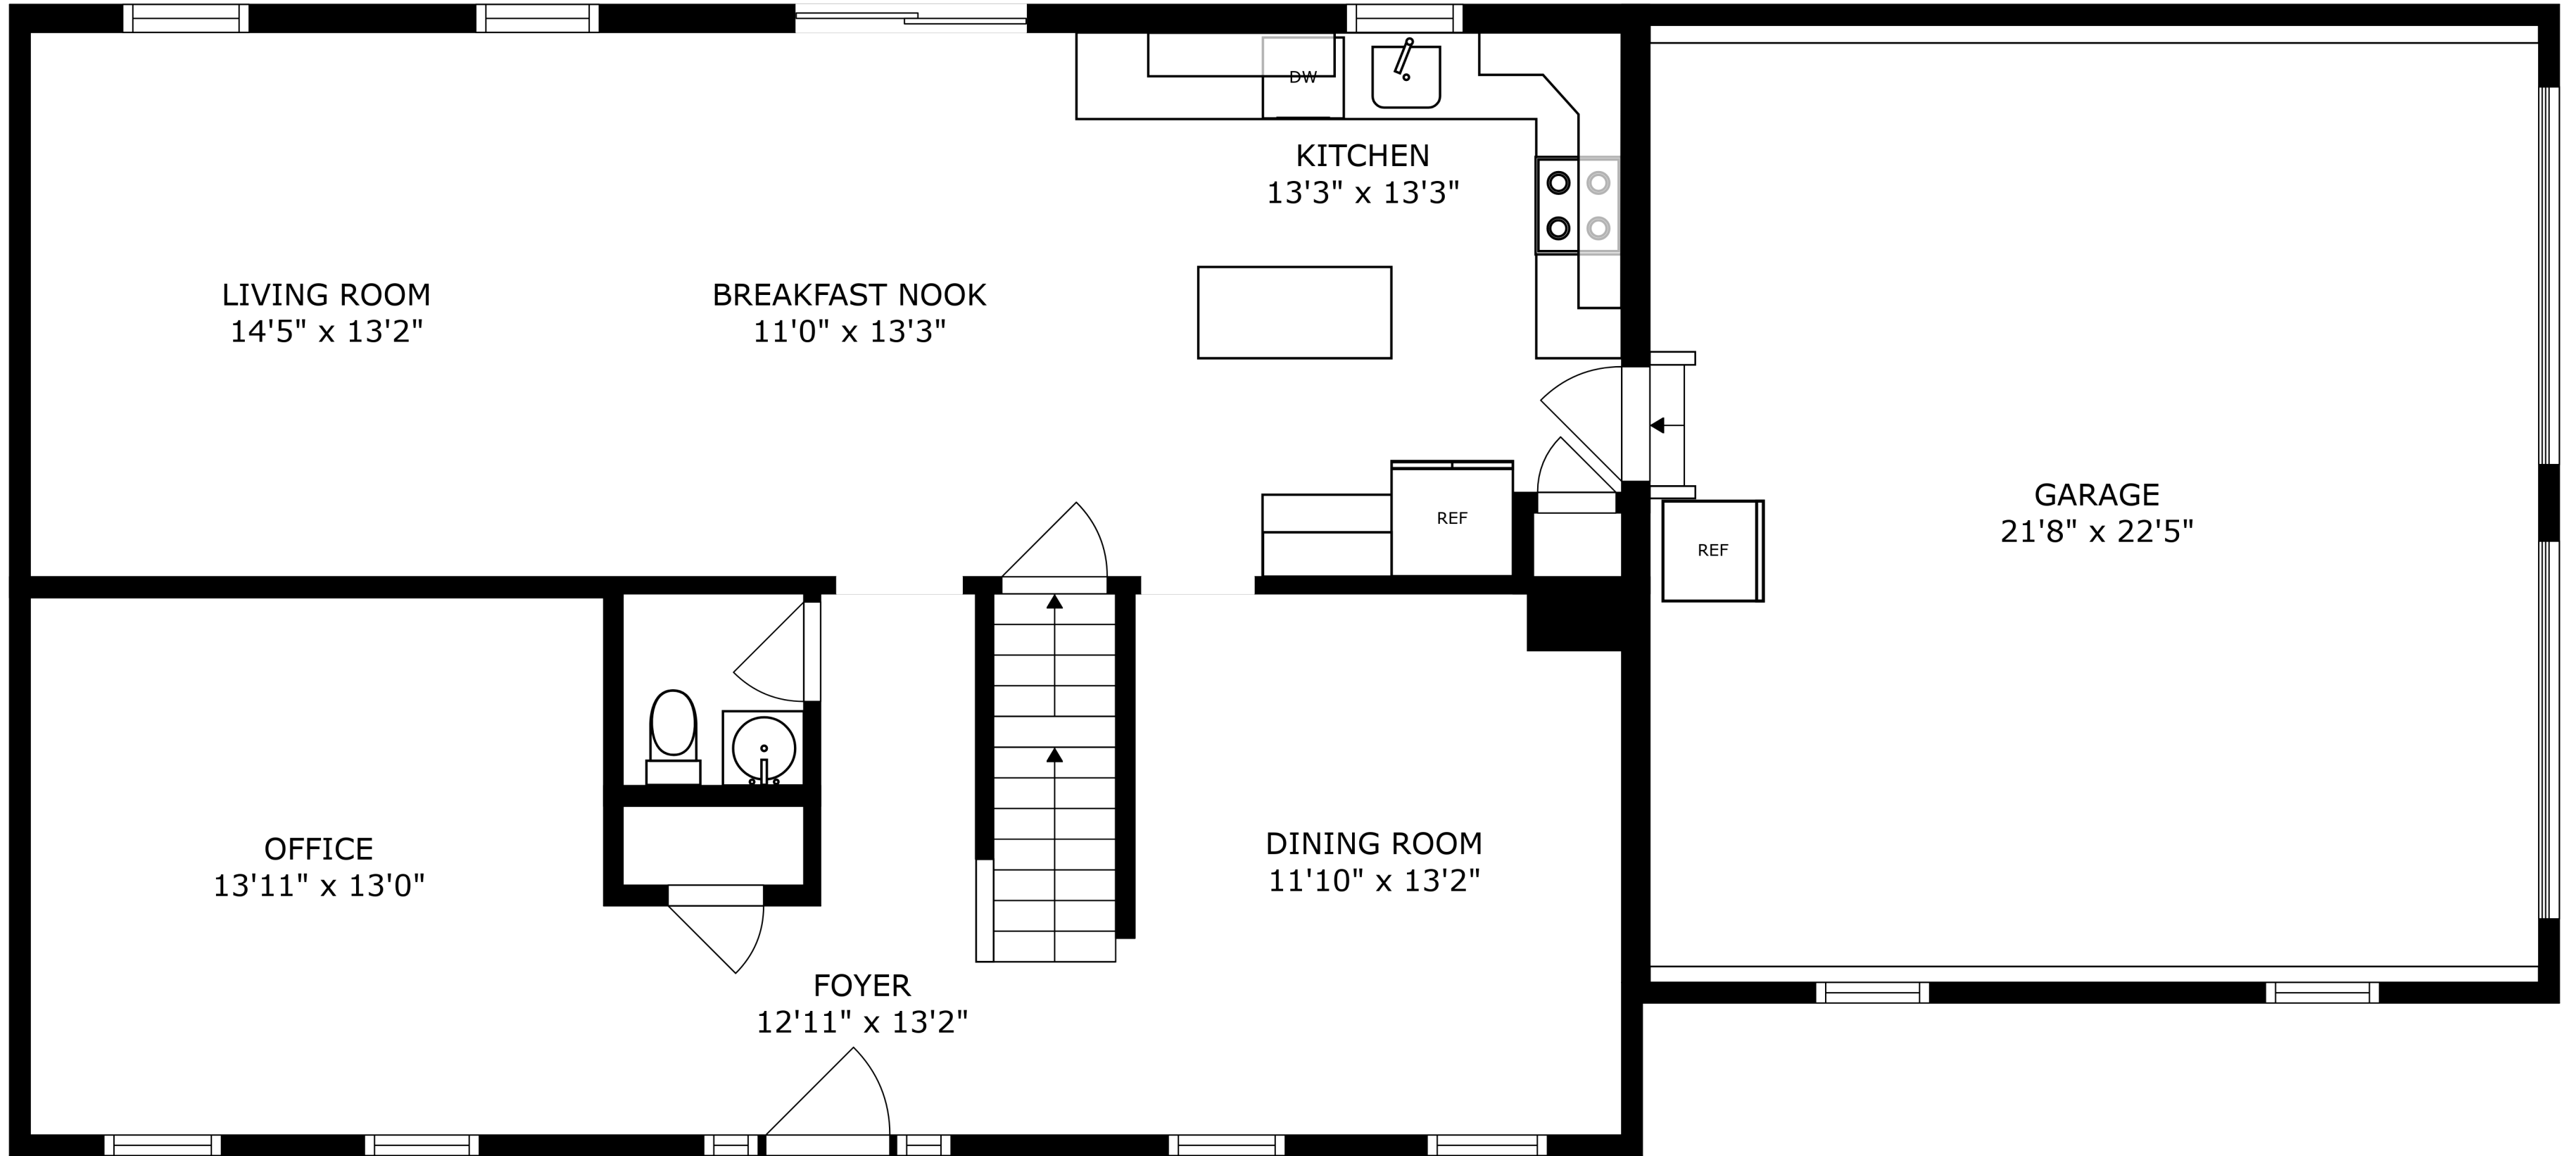 DW
KITCHEN
13'3" x 13'3"
LIVING ROOM
14'5" x 13'2"
BREAKFAST NOOK
11'0" x 13'3"
REF
REF
GARAGE
21'8" x 22'5"
OFFICE
13'11" x 13'0"
DINING ROOM
11'10" x 13'2"
FOYER
12'11" x 13'2"